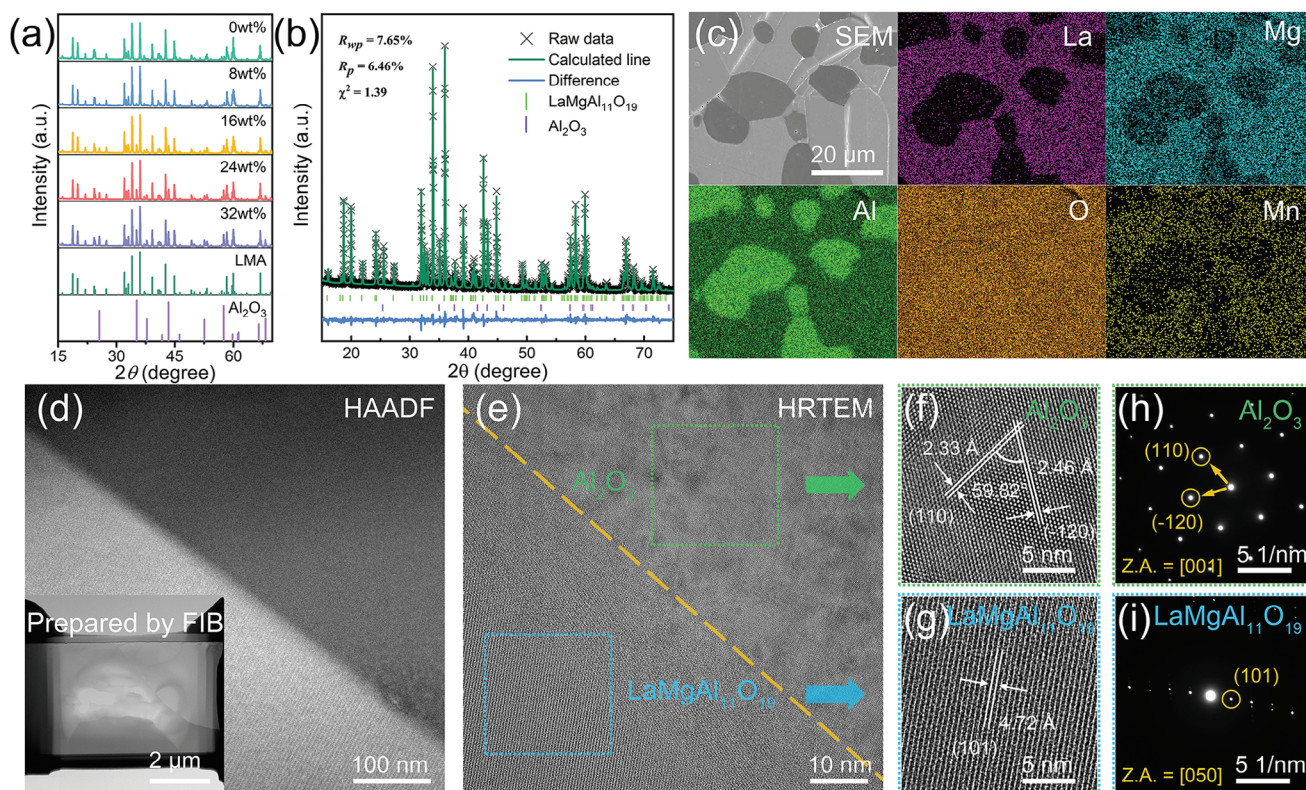 (a)
0wt%
8wt%
16wt%
24wt%
32wt%
LMA
Al₂O₃
Intensity (a.u.)
15 30 45 60
2θ (degree)
(b)
R_wp = 7.65%
R_p = 6.46%
χ² = 1.39
Raw data
Calculated line
Difference
LaMgAl₁₁O₁₉
Al₂O₃
Intensity (a.u.)
20 30 40 50 60 70
2θ (degree)
(c)
SEM
20 μm
La
Mg
Al
O
Mn
(d)
HAADF
Prepared by FIB
2 μm
100 nm
(e)
HRTEM
Al₂O₃
LaMgAl₁₁O₁₉
10 nm
(f)
Al₂O₃
2.33 Å
2.46 Å
59.92°
(110)
(-120)
5 nm
(h)
Al₂O₃
(110)
(-120)
5 1/nm
Z.A. = [001]
(g)
LaMgAl₁₁O₁₉
4.72 Å
(101)
5 nm
(i)
LaMgAl₁₁O₁₉
(101)
5 1/nm
Z.A. = [050]